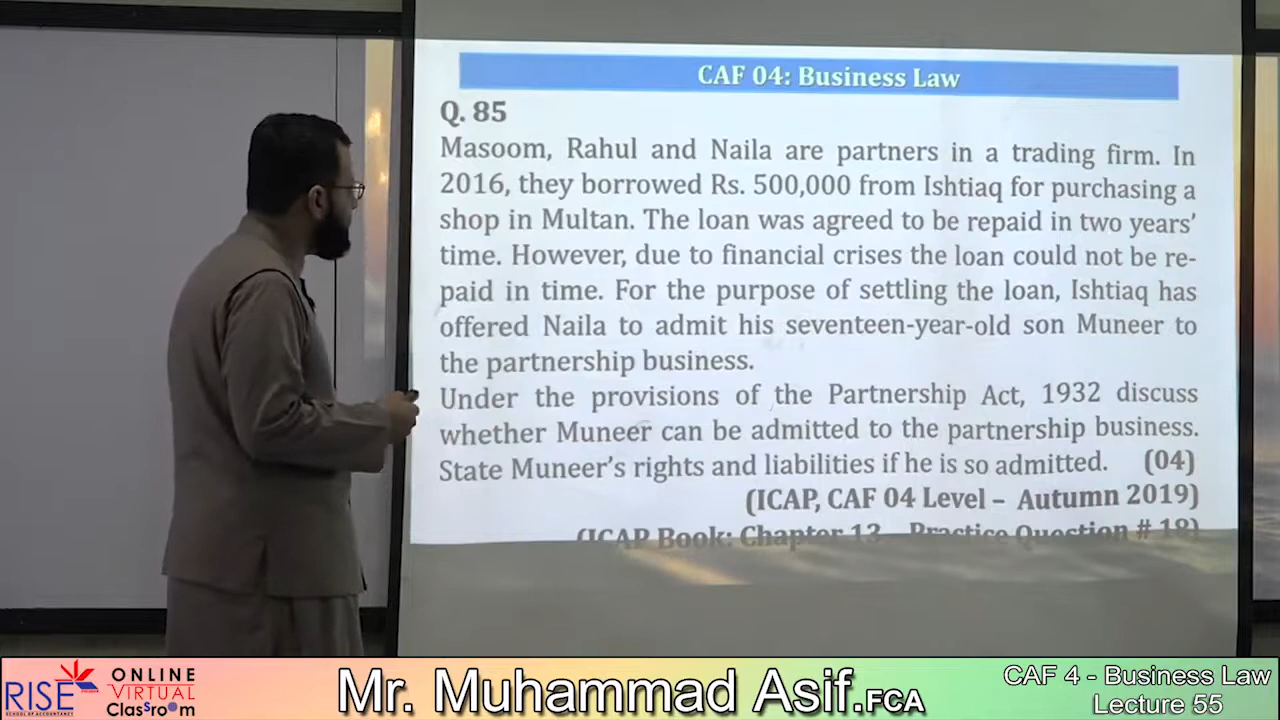 CAF 04: Business Law
Q. 85
Masoom, Rahul and Naila are partners in a trading firm. In
2016, they borrowed Rs. 500,000 from Ishtiaq for purchasing a
shop in Multan. The loan was agreed to be repaid in two years'
time. However, due to financial crises the loan could not be re-
paid in time. For the purpose of settling the loan, Ishtiaq has
offered Naila to admit his seventeen-year-old son Muneer to
the partnership business.
Under the provisions of the Partnership Act, 1932 discuss
whether Muneer can be admitted to the partnership business.
State Muneer's rights and liabilities if he is so admitted. (04)
(ICAP, CAF 04 Level – Autumn 2019)
(ICAP Book: Chapter 13 Practice Question # 18)
RISE
SCHOOL OF ACCOUNTANCY
ONLINE
VIRTUAL
ClasSroom
Mr. Muhammad Asif.FCA
CAF 4 - Business Law
Lecture 55